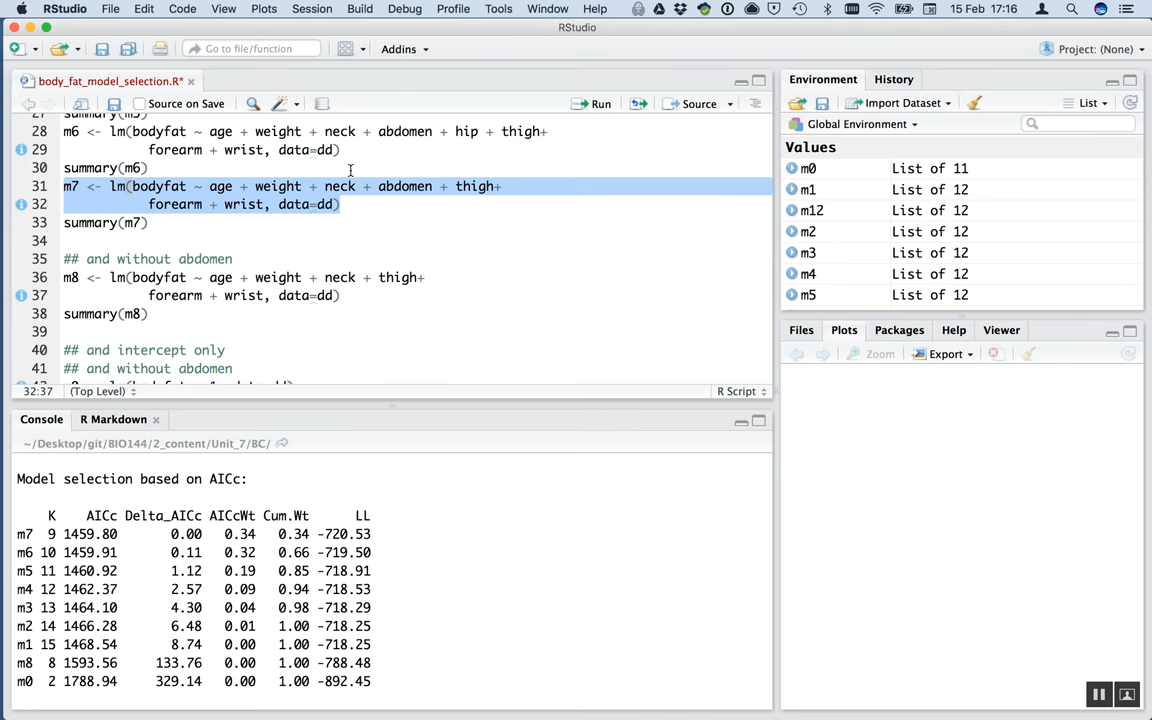 RStudio File Edit Code View Plots Session Build Debug Profile Tools Window Help 15 Feb 17:16
RStudio
Go to file/function Addins Project: (None)
body_fat_model_selection.R*
Source on Save Run Source
27 summary(m5)
28 m6 <- lm(bodyfat ~ age + weight + neck + abdomen + hip + thigh+
29 forearm + wrist, data=dd)
30 summary(m6)
31 m7 <- lm(bodyfat ~ age + weight + neck + abdomen + thigh+
32 forearm + wrist, data=dd)
33 summary(m7)
34
35 ## and without abdomen
36 m8 <- lm(bodyfat ~ age + weight + neck + thigh+
37 forearm + wrist, data=dd)
38 summary(m8)
39
40 ## and intercept only
41 ## and without abdomen
32:37 (Top Level) R Script
Console R Markdown
~/Desktop/git/BIO144/2_content/Unit_7/BC/
Model selection based on AICc:
K AICc Delta_AICc AICcWt Cum.Wt LL
m7 9 1459.80 0.00 0.34 0.34 -720.53
m6 10 1459.91 0.11 0.32 0.66 -719.50
m5 11 1460.92 1.12 0.19 0.85 -718.91
m4 12 1462.37 2.57 0.09 0.94 -718.53
m3 13 1464.10 4.30 0.04 0.98 -718.29
m2 14 1466.28 6.48 0.01 1.00 -718.25
m1 15 1468.54 8.74 0.00 1.00 -718.25
m8 8 1593.56 133.76 0.00 1.00 -788.48
m0 2 1788.94 329.14 0.00 1.00 -892.45
Environment History
Import Dataset List
Global Environment
Values
m0 List of 11
m1 List of 12
m12 List of 12
m2 List of 12
m3 List of 12
m4 List of 12
m5 List of 12
Files Plots Packages Help Viewer
Zoom Export